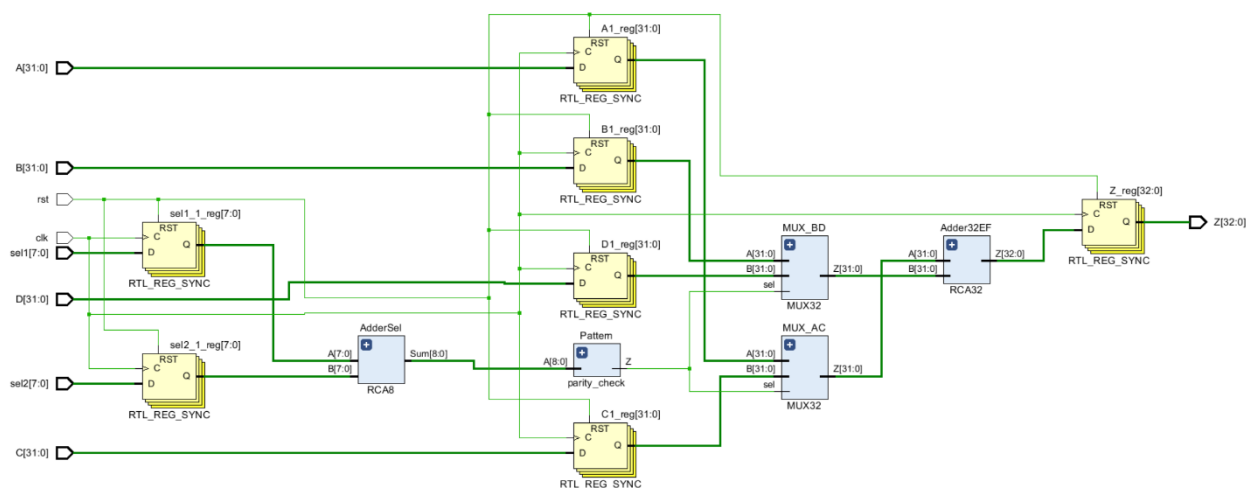 A1_reg[31:0]
RST
C
D
Q
RTL_REG_SYNC
A[31:0]
B1_reg[31:0]
RST
C
D
Q
RTL_REG_SYNC
B[31:0]
rst
clk
sel1[7:0]
sel1_1_reg[7:0]
RST
C
D
Q
RTL_REG_SYNC
D[31:0]
D1_reg[31:0]
RST
C
D
Q
RTL_REG_SYNC
MUX_BD
A[31:0]
B[31:0]
sel
Z[31:0]
MUX32
Adder32EF
A[31:0]
B[31:0]
Z[32:0]
RCA32
Z_reg[32:0]
RST
C
D
Q
RTL_REG_SYNC
Z[32:0]
sel2[7:0]
sel2_1_reg[7:0]
RST
C
D
Q
RTL_REG_SYNC
AdderSel
A[7:0]
B[7:0]
Sum[8:0]
RCA8
Pattern
A[8:0]
Z
parity_check
MUX_AC
A[31:0]
B[31:0]
sel
Z[31:0]
MUX32
C[31:0]
C1_reg[31:0]
RST
C
D
Q
RTL_REG_SYNC